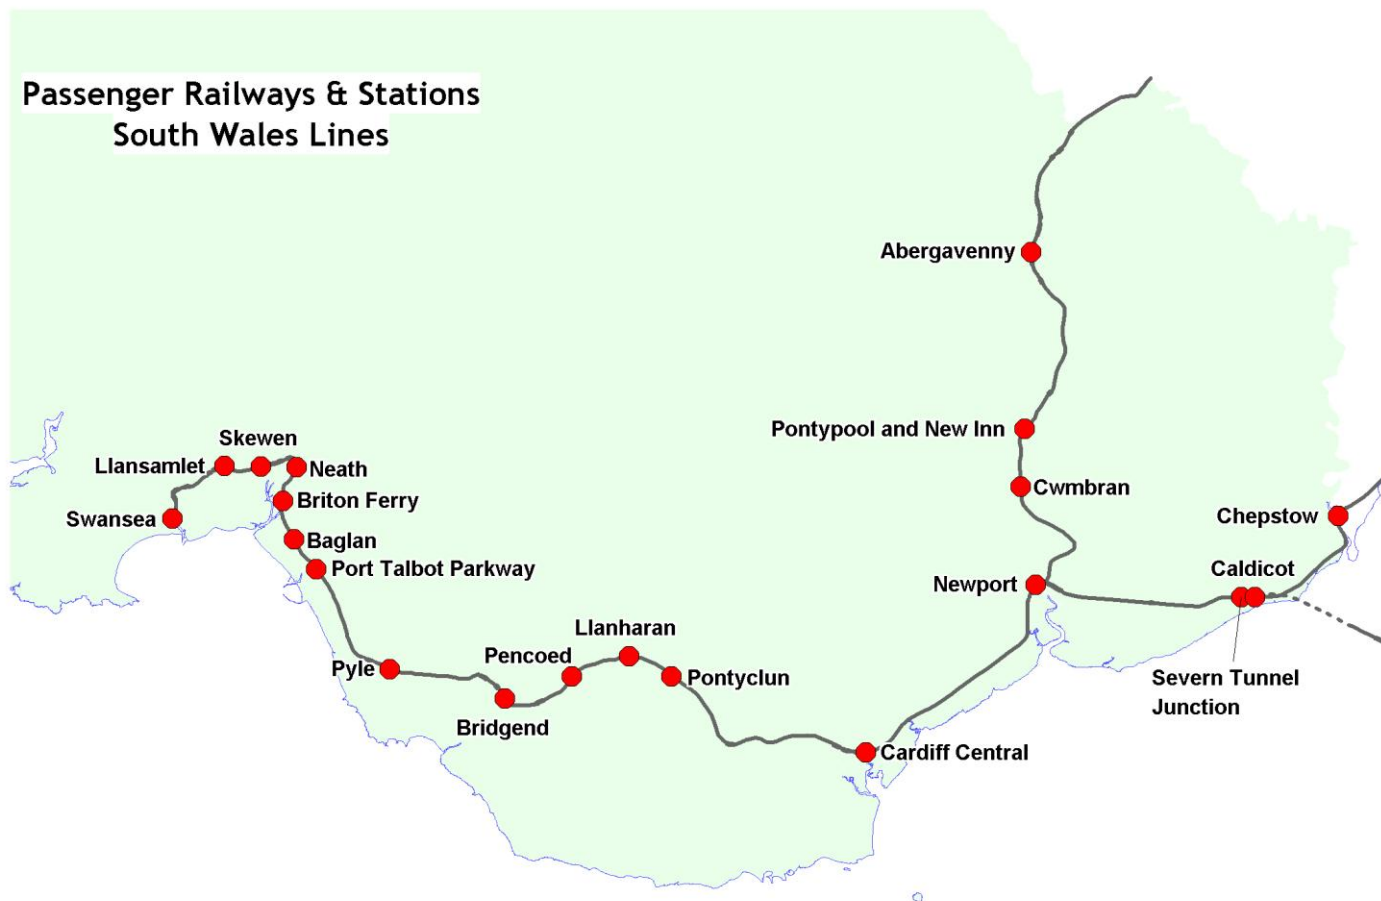 Passenger Railways & Stations
South Wales Lines
Abergavenny
Pontypool and New Inn
Skewen
Llansamlet
Neath
Cwmbran
Briton Ferry
Swansea
Chepstow
Baglan
Port Talbot Parkway
Caldicot
Newport
Llanharan
Pencoed
Pyle
Pontyclun
Severn Tunnel
Junction
Bridgend
Cardiff Central